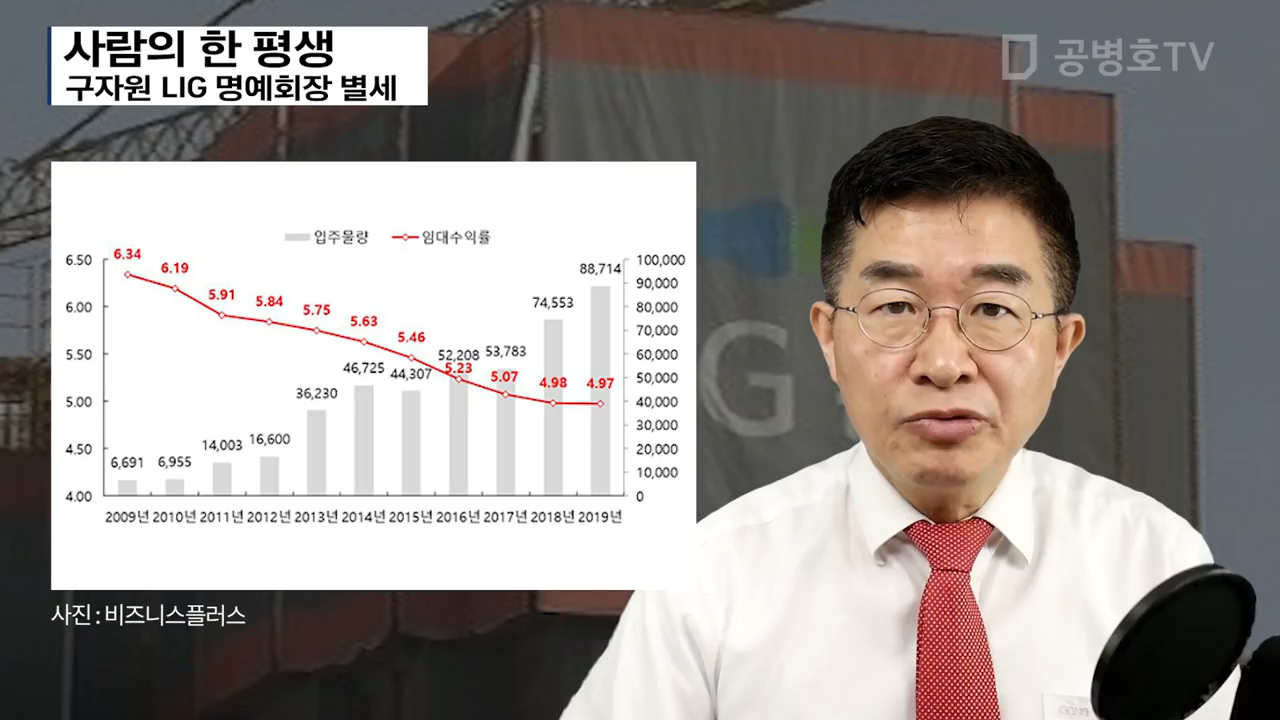 사람의 한 평생
구자원 LIG 명예회장 별세
공병호TV
입주물량 임대수익률
6.50 6.00 5.50 5.00 4.50 4.00
6.34 6.19 5.91 5.84 5.75 5.63 5.46 5.23 5.07 4.98 4.97
6,691 6,955 14,003 16,600 36,230 46,725 44,307 52,208 53,783 74,553 88,714
100,000 90,000 80,000 70,000 60,000 50,000 40,000 30,000 20,000 10,000 0
2009년 2010년 2011년 2012년 2013년 2014년 2015년 2016년 2017년 2018년 2019년
G
사진 : 비즈니스플러스